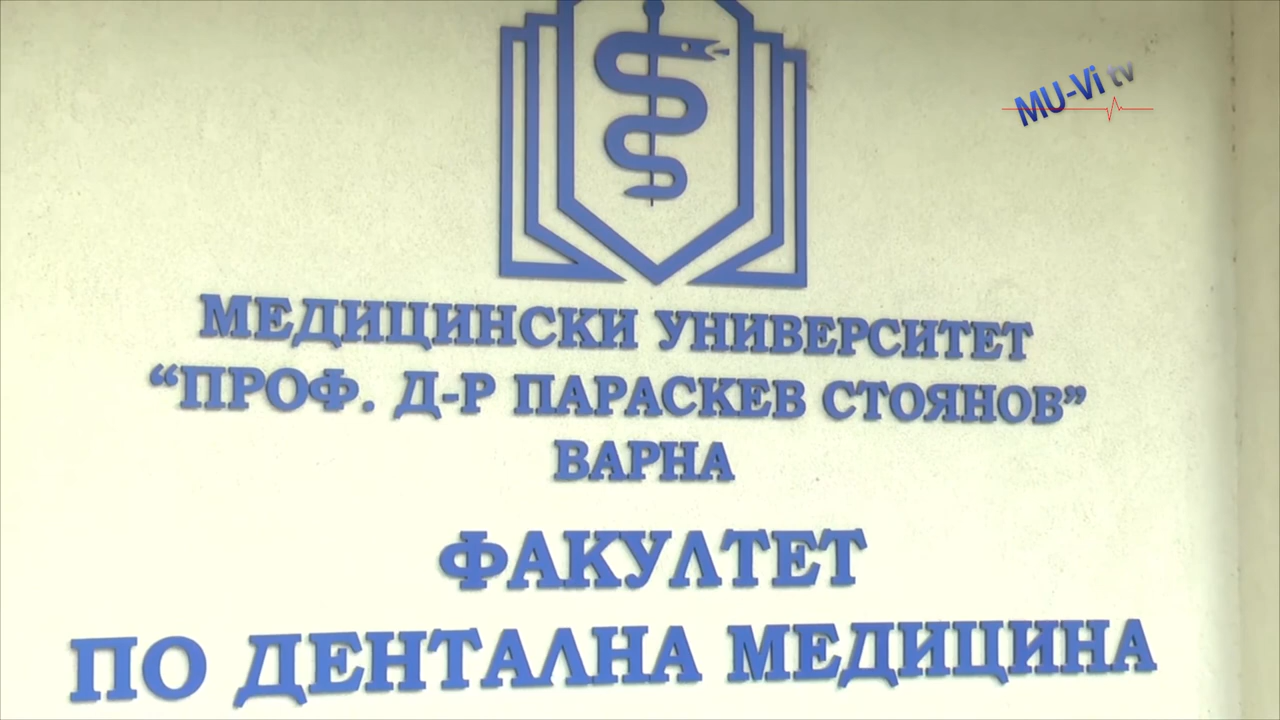 MU-Vi tv
МЕДИЦИНСКИ УНИВЕРСИТЕТ
“ПРОФ. Д-Р ПАРАСКЕВ СТОЯНОВ”
ВАРНА
ФАКУЛТЕТ
ПО ДЕНТАЛНА МЕДИЦИНА